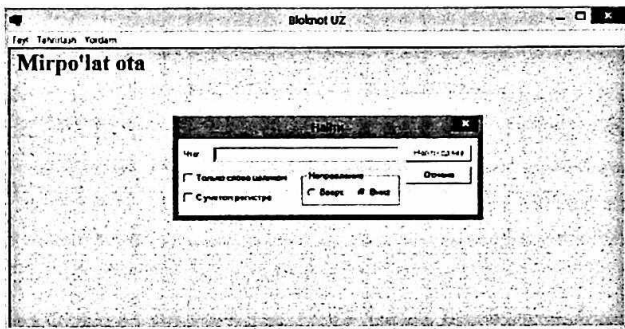 Bloknot UZ
Fayl Tahrirlash Yordam
Mirpo'lat ota
Найти
Что:
Найти далее
Только слово целиком
Направление
Отмена
С учетом регистра
Вверх Вниз